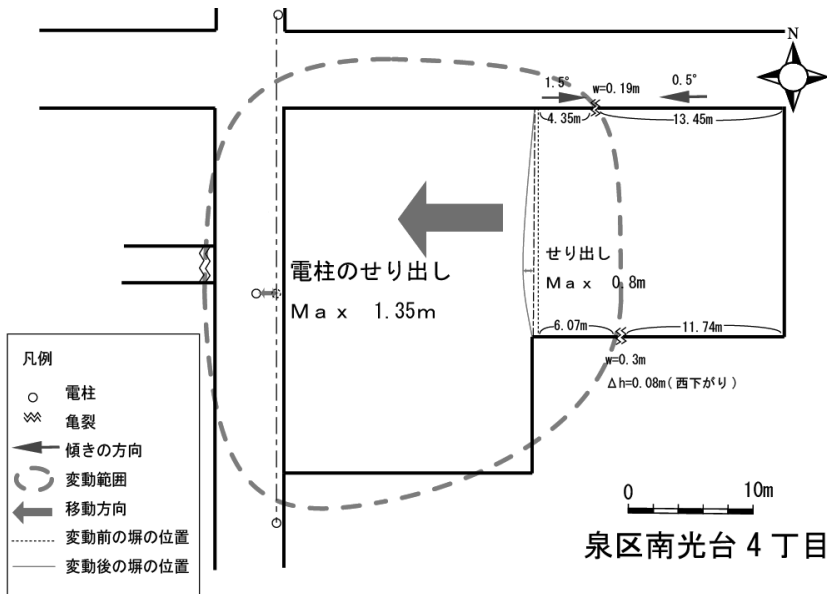 N
1.5°
w=0.19m
0.5°
4.35m
13.45m
電柱のせり出し
Max 1.35m
せり出し
Max 0.8m
6.07m
11.74m
w=0.3m
Δh=0.08m(西下がり)
凡例
電柱
亀裂
傾きの方向
変動範囲
移動方向
変動前の塀の位置
変動後の塀の位置
0 10m
泉区南光台4丁目